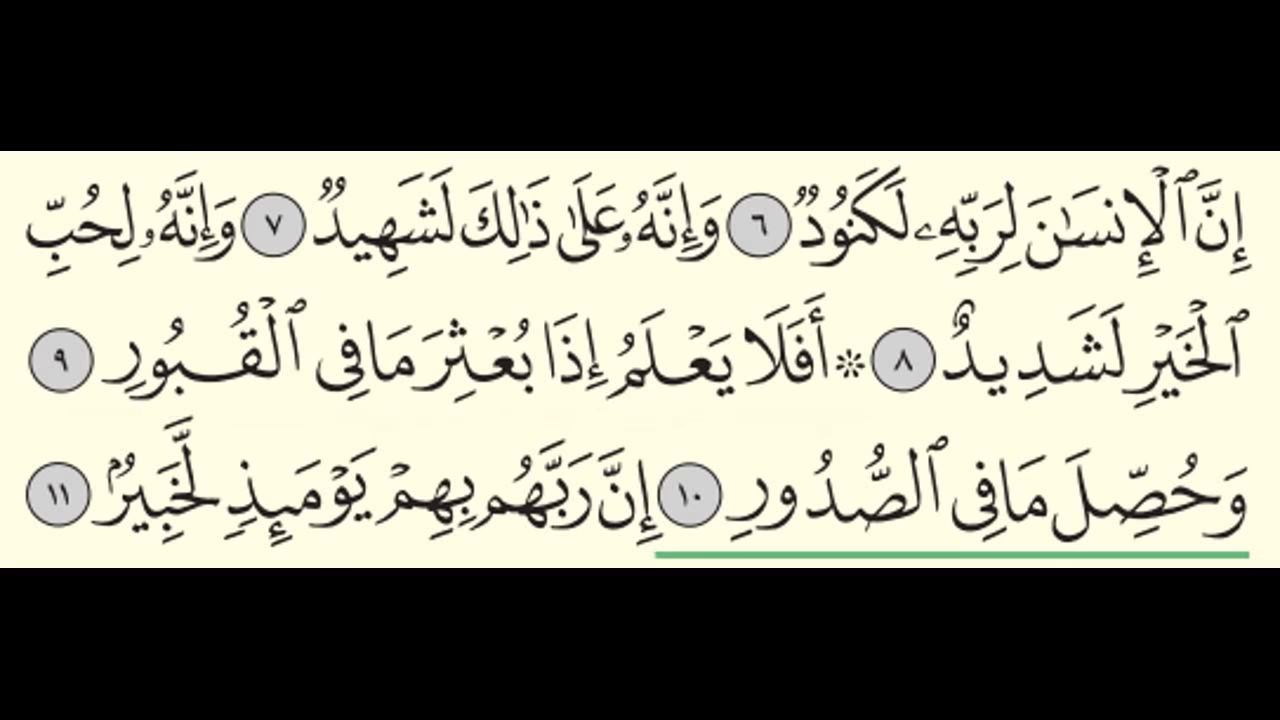 إِنَّ ٱلْإِنسَٰنَ لِرَبِّهِۦ لَكَنُودٌ ٦ وَإِنَّهُۥ عَلَىٰ ذَٰلِكَ لَشَهِيدٌ ٧ وَإِنَّهُۥ لِحُبِّ
ٱلْخَيْرِ لَشَدِيدٌ ٨ ۞ أَفَلَا يَعْلَمُ إِذَا بُعْثِرَ مَا فِى ٱلْقُبُورِ ٩
وَحُصِّلَ مَا فِى ٱلصُّدُورِ ١٠ إِنَّ رَبَّهُم بِهِمْ يَوْمَئِذٍ لَّخَبِيرٌۢ ١١